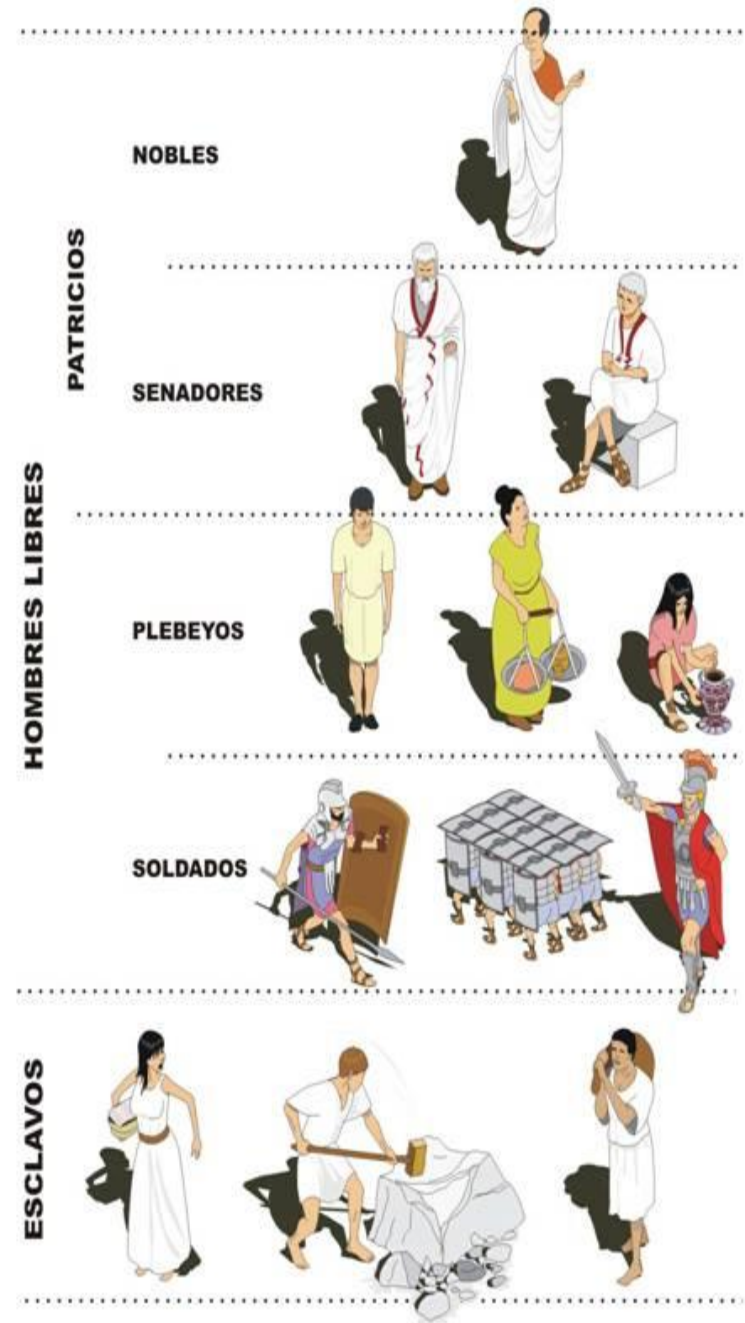 HOMBRES LIBRES
PATRICIOS
NOBLES
SENADORES
PLEBEYOS
SOLDADOS
ESCLAVOS